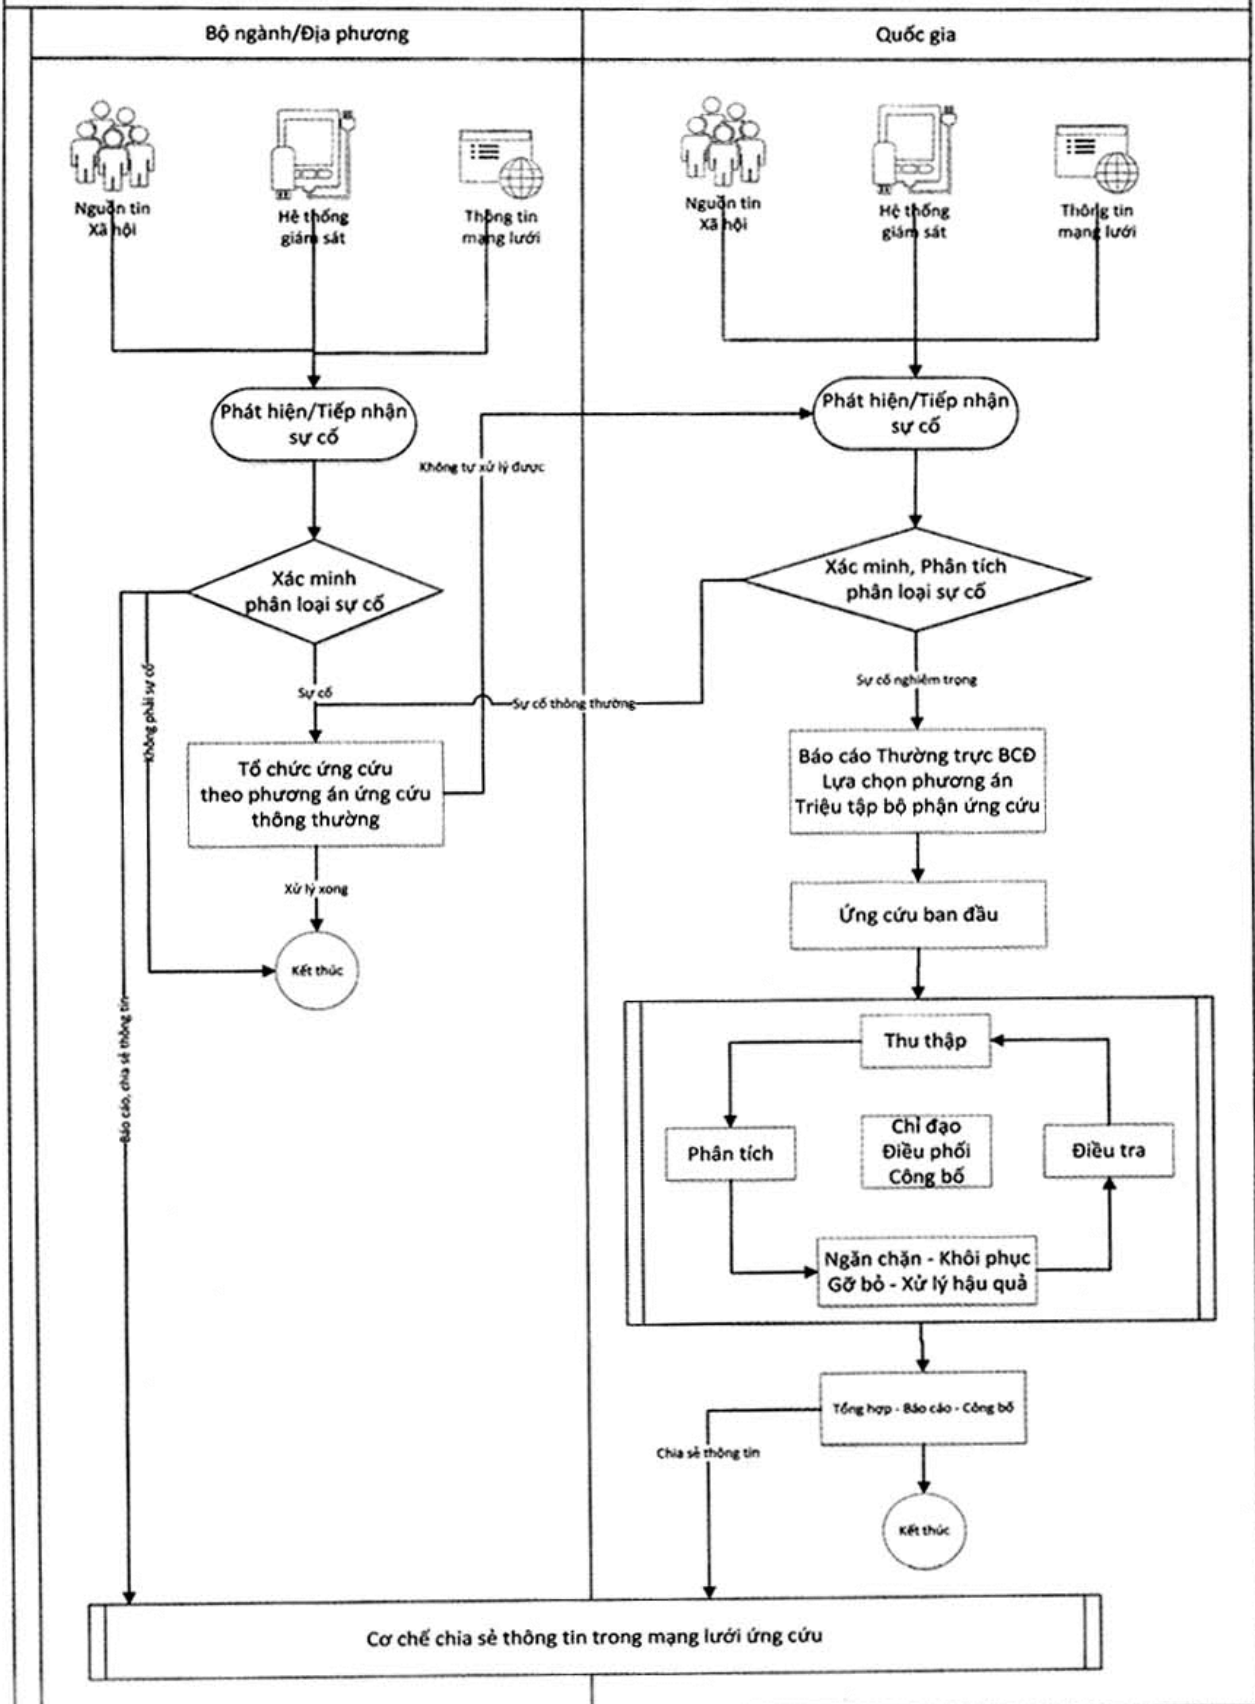 Bộ ngành/Địa phương
Quốc gia
Nguồn tin
Xã hội
Hệ thống
giám sát
Thông tin
mạng lưới
Nguồn tin
Xã hội
Hệ thống
giám sát
Thông tin
mạng lưới
Phát hiện/Tiếp nhận
sự cố
Phát hiện/Tiếp nhận
sự cố
Không tự xử lý được
Xác minh
phân loại sự cố
Xác minh, Phân tích
phân loại sự cố
Không phải sự cố
Sự cố
Sự cố thông thường
Sự cố nghiêm trọng
Tổ chức ứng cứu
theo phương án ứng cứu
thông thường
Báo cáo Thường trực BCĐ
Lựa chọn phương án
Triệu tập bộ phận ứng cứu
Xử lý xong
Ứng cứu ban đầu
Kết thúc
Báo cáo, chia sẻ thông tin
Thu thập
Phân tích
Chỉ đạo
Điều phối
Công bố
Điều tra
Ngăn chặn - Khôi phục
Gỡ bỏ - Xử lý hậu quả
Tổng hợp - Báo cáo - Công bố
Chia sẻ thông tin
Kết thúc
Cơ chế chia sẻ thông tin trong mạng lưới ứng cứu